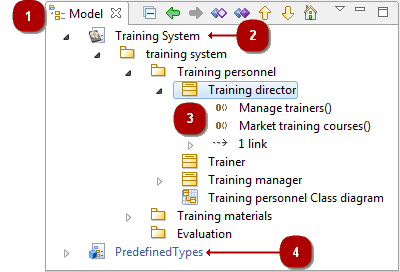 1 Model
Training System 2
training system
Training personnel
Training director
Manage trainers()
3 Market training courses()
1 link
Trainer
Training manager
Training personnel Class diagram
Training materials
Evaluation
PredefinedTypes 4